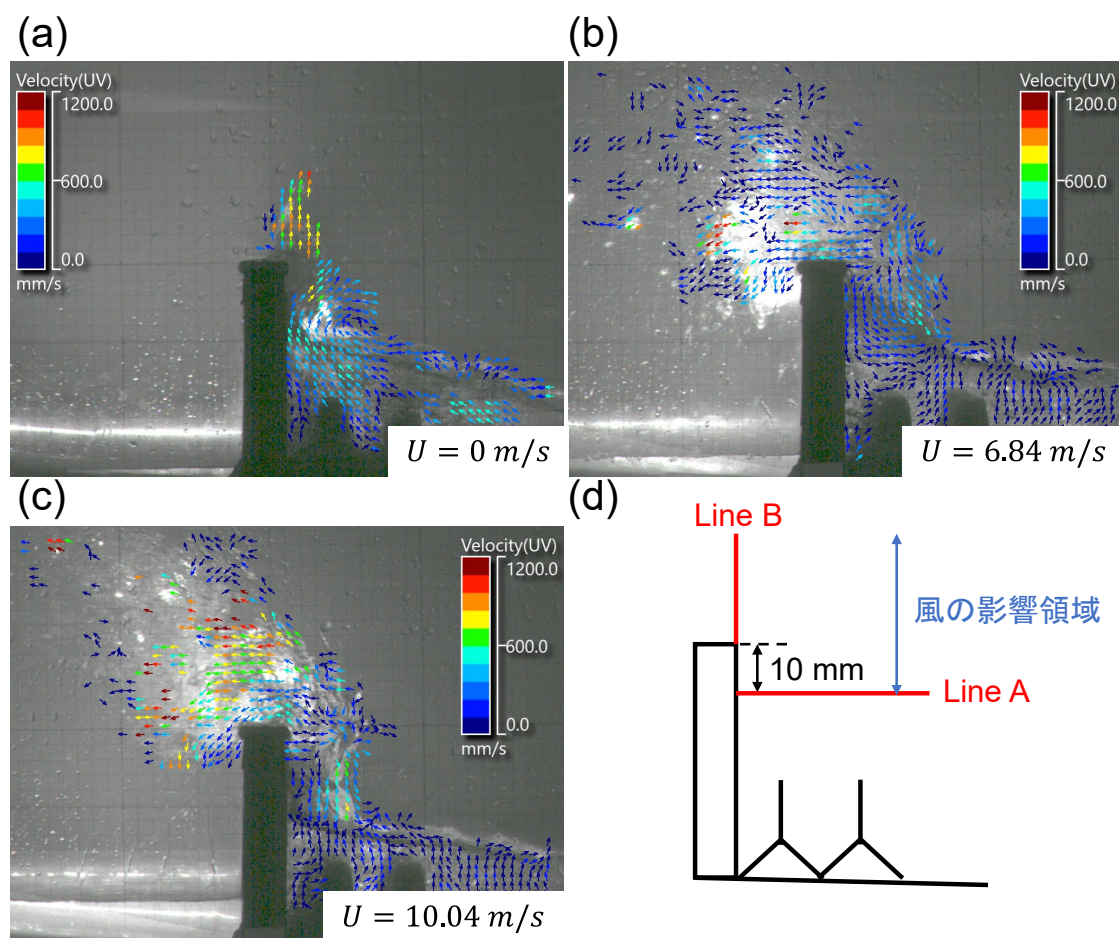 (a)
Velocity(UV)
1200.0
600.0
0.0
mm/s
U = 0 m/s
(b)
Velocity(UV)
1200.0
600.0
0.0
mm/s
U = 6.84 m/s
(c)
Velocity(UV)
1200.0
600.0
0.0
mm/s
U = 10.04 m/s
(d)
Line B
風の影響領域
10 mm
Line A